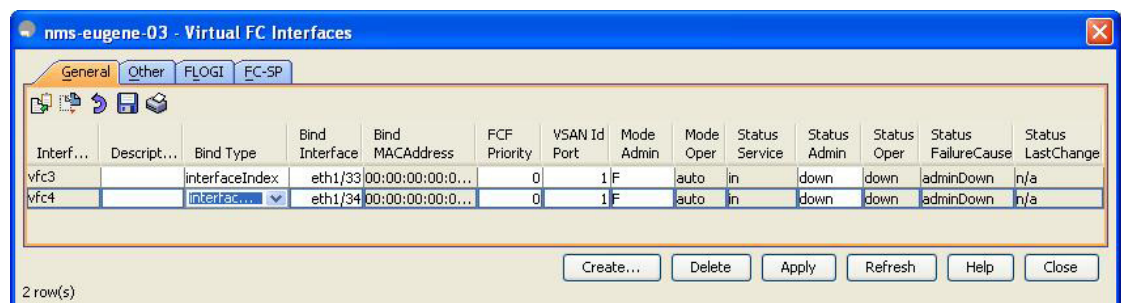 nms-eugene-03 - Virtual FC Interfaces
General Other FLOGI FC-SP
Interf... Descript... Bind Type Bind Interface Bind MACAddress FCF Priority VSAN Id Port Mode Admin Mode Oper Status Service Status Admin Status Oper Status FailureCause Status LastChange
vfc3 interfaceIndex eth1/33 00:00:00:00:0... 0 1 F auto in down down adminDown n/a
vfc4 interfac... eth1/34 00:00:00:00:0... 0 1 F auto in down down adminDown n/a
Create... Delete Apply Refresh Help Close
2 row(s)